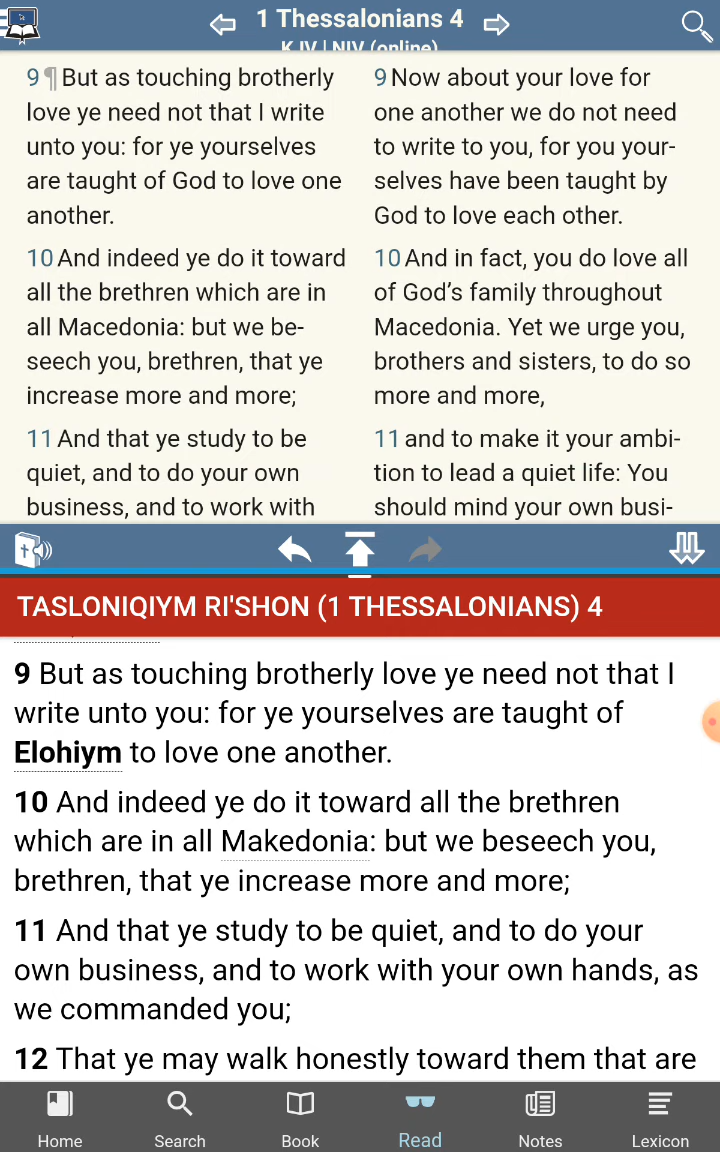 1 Thessalonians 4
KJV | NIV (online)
9 ¶ But as touching brotherly
love ye need not that I write
unto you: for ye yourselves
are taught of God to love one
another.
10 And indeed ye do it toward
all the brethren which are in
all Macedonia: but we be-
seech you, brethren, that ye
increase more and more;
11 And that ye study to be
quiet, and to do your own
business, and to work with
9 Now about your love for
one another we do not need
to write to you, for you your-
selves have been taught by
God to love each other.
10 And in fact, you do love all
of God’s family throughout
Macedonia. Yet we urge you,
brothers and sisters, to do so
more and more,
11 and to make it your ambi-
tion to lead a quiet life: You
should mind your own busi-
TASLONIQIYM RI'SHON (1 THESSALONIANS) 4
9 But as touching brotherly love ye need not that I
write unto you: for ye yourselves are taught of
Elohiym to love one another.
10 And indeed ye do it toward all the brethren
which are in all Makedonia: but we beseech you,
brethren, that ye increase more and more;
11 And that ye study to be quiet, and to do your
own business, and to work with your own hands, as
we commanded you;
12 That ye may walk honestly toward them that are
Home
Search
Book
Read
Notes
Lexicon